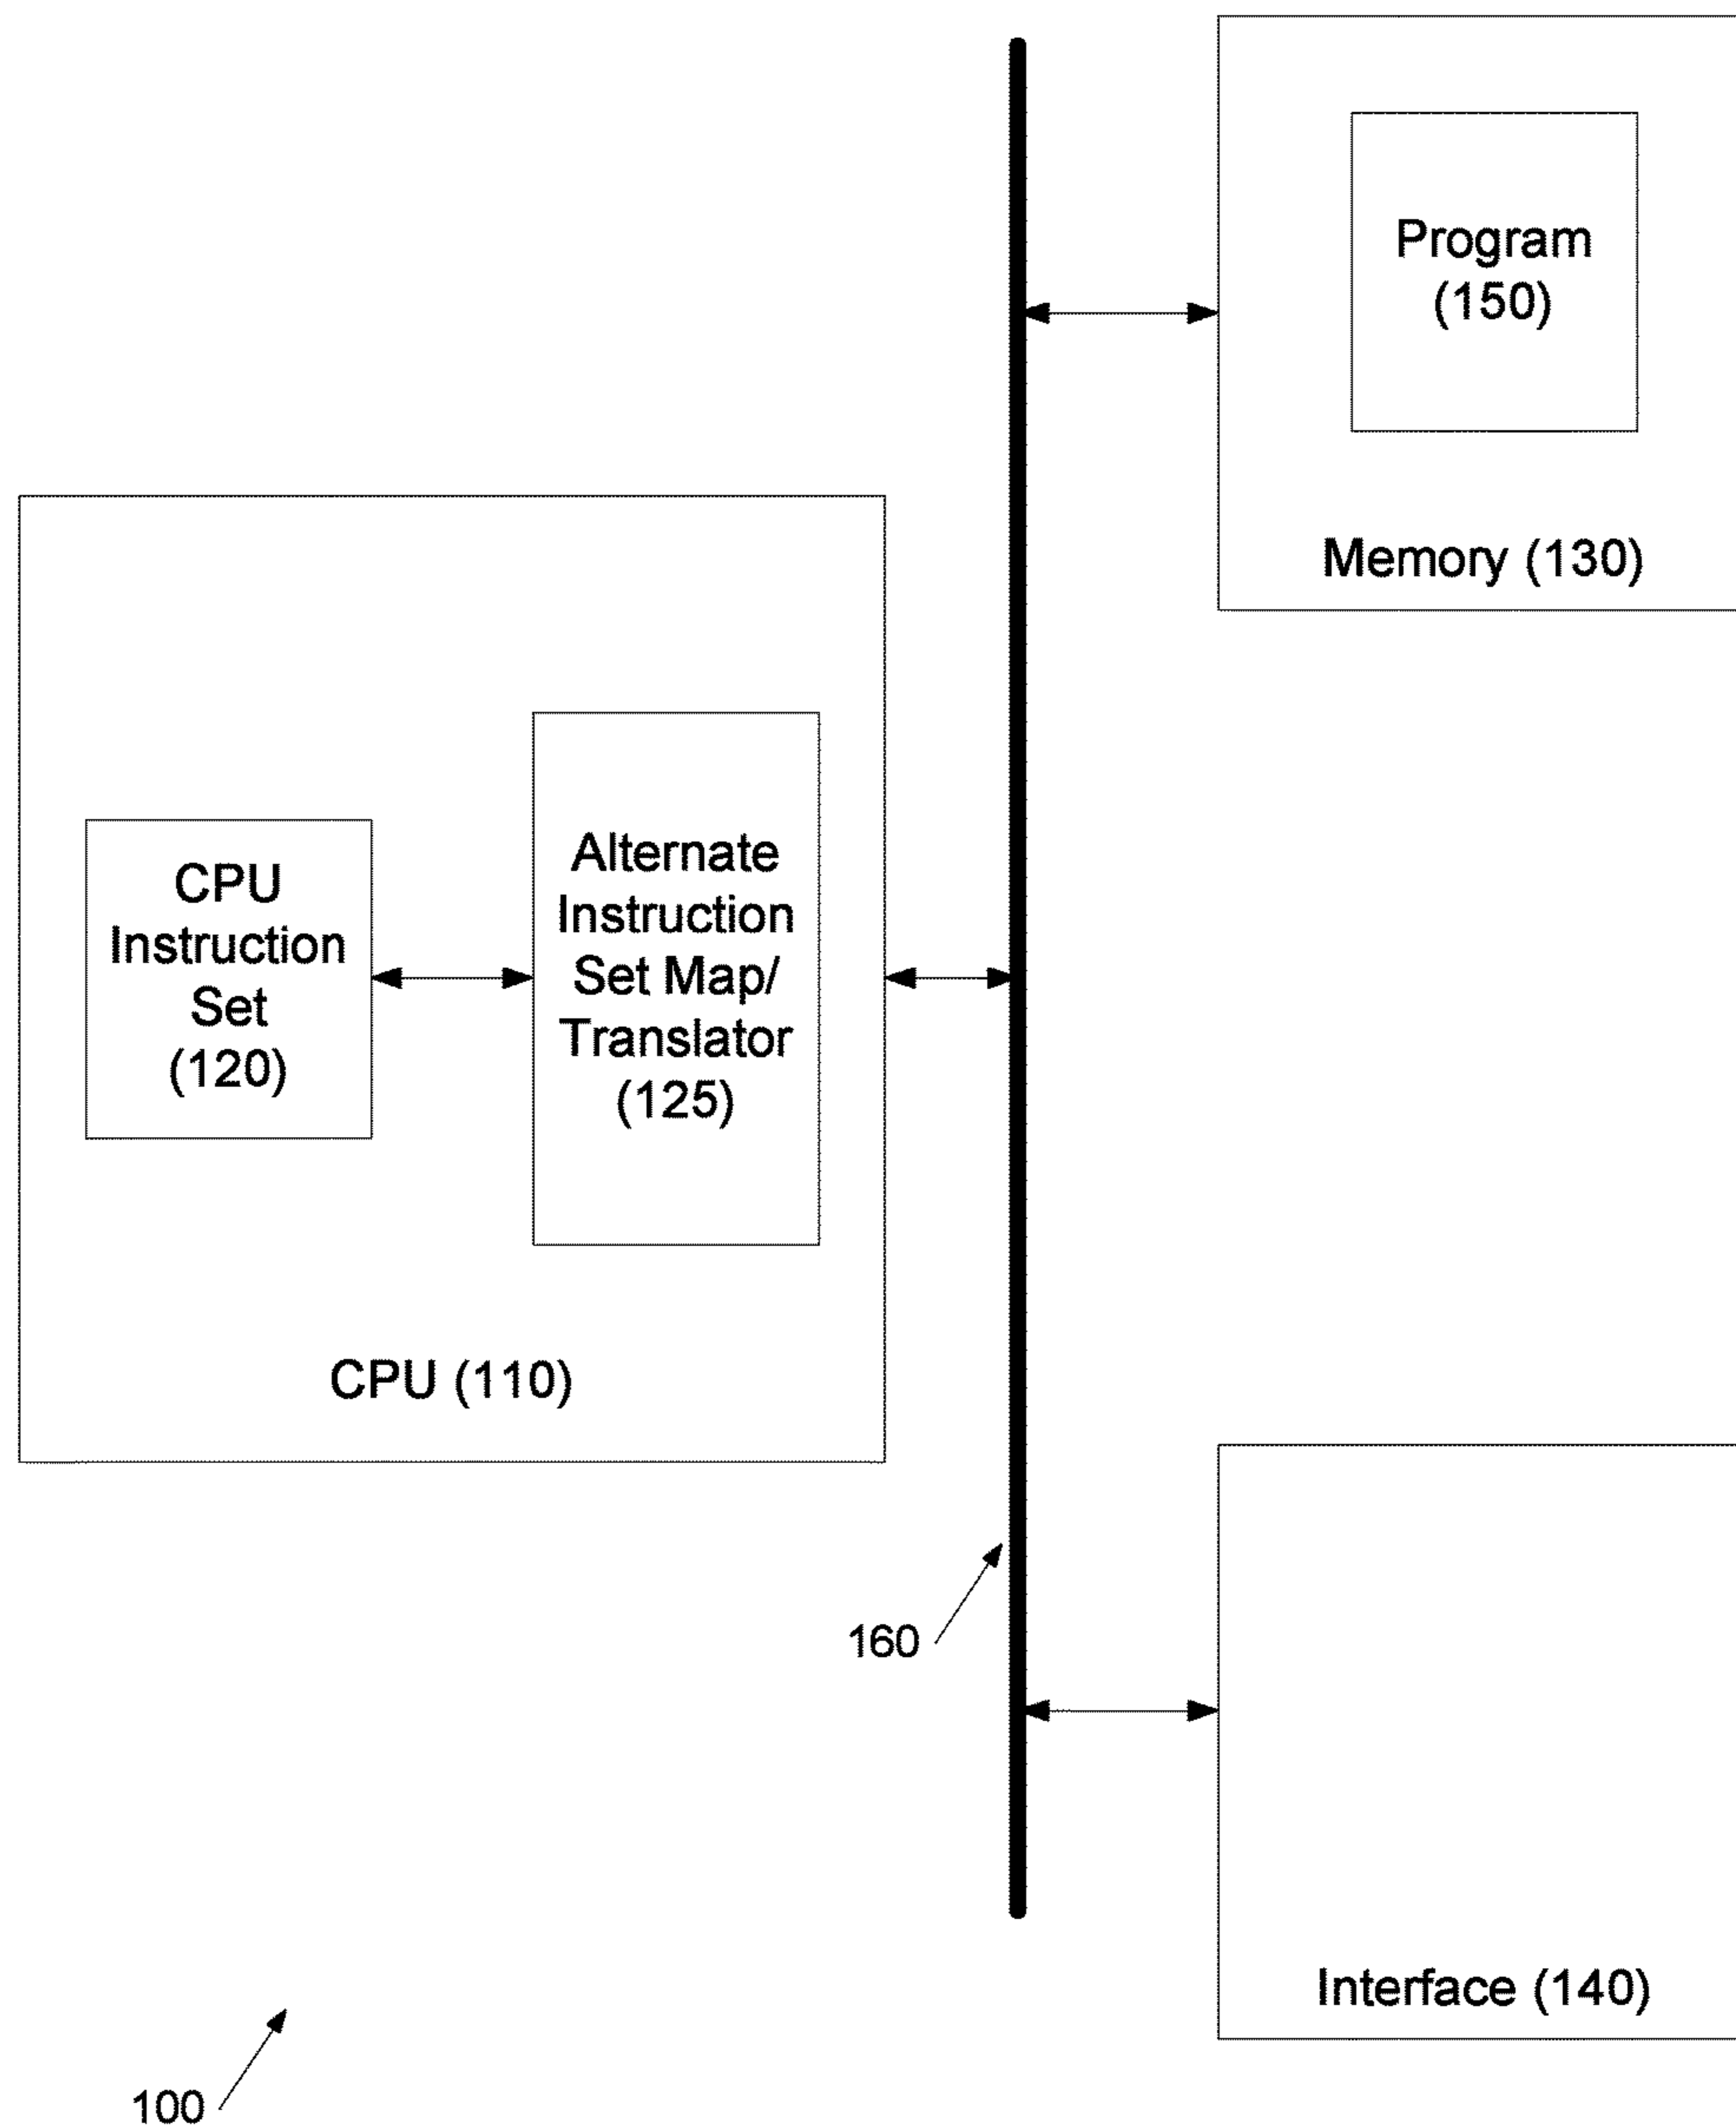 Program
(150)
Memory (130)
CPU
Instruction
Set
(120)
Alternate
Instruction
Set Map/
Translator
(125)
CPU (110)
160
Interface (140)
100